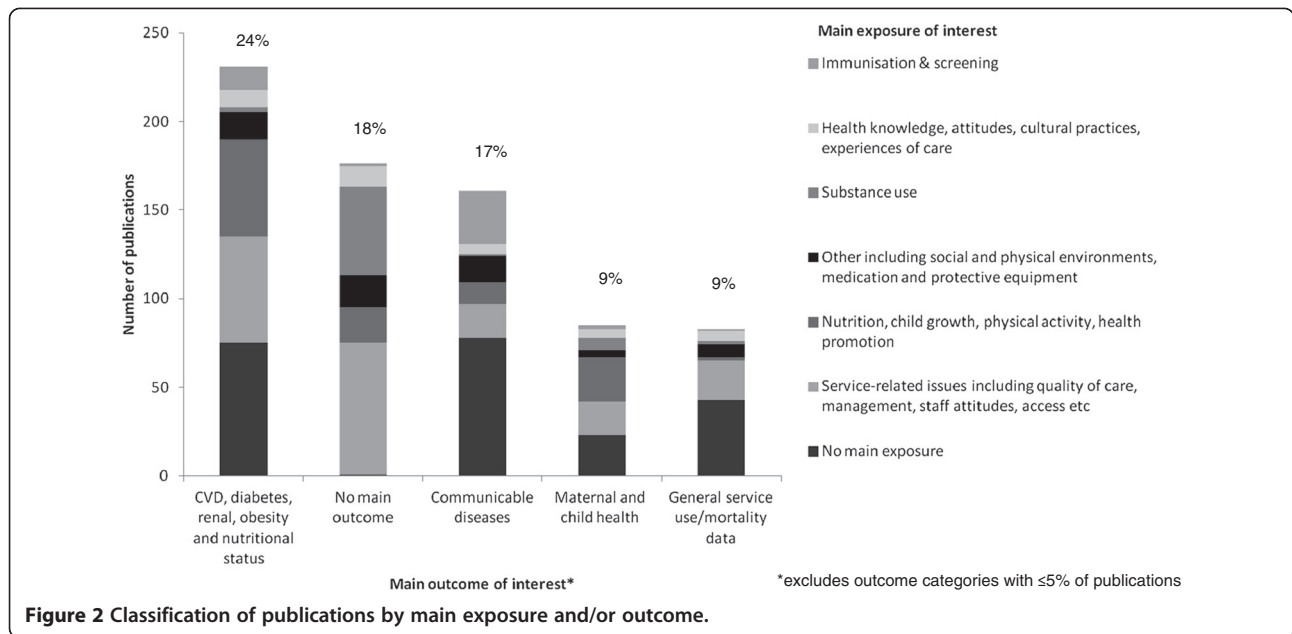 250
200
150
100
50
0
Number of publications
24%
18%
17%
9%
9%
CVD, diabetes,
renal, obesity
and nutritional
status
No main
outcome
Communicable
diseases
Maternal and
child health
General service
use/mortality
data
Main outcome of interest*
Main exposure of interest
Immunisation & screening
Health knowledge, attitudes, cultural practices,
experiences of care
Substance use
Other including social and physical environments,
medication and protective equipment
Nutrition, child growth, physical activity, health
promotion
Service-related issues including quality of care,
management, staff attitudes, access etc
No main exposure
*excludes outcome categories with ≤5% of publications
Figure 2 Classification of publications by main exposure and/or outcome.